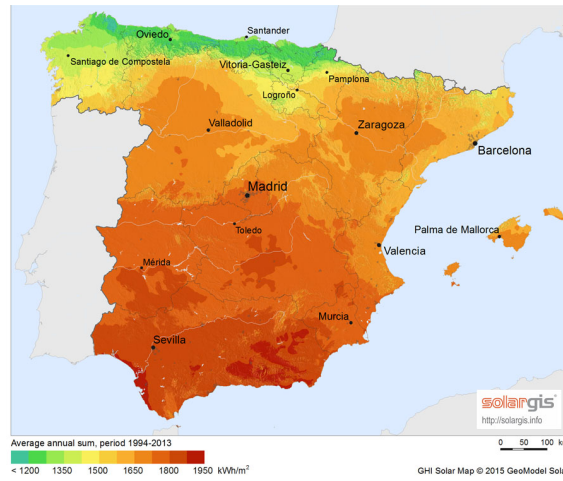 Santander
Oviedo
Santiago de Compostela
Vitoria-Gasteiz
Pamplona
Logroño
Valladolid
Zaragoza
Barcelona
Madrid
Toledo
Palma de Mallorca
Valencia
Mérida
Murcia
Sevilla
solargis
http://solargis.info
Average annual sum, period 1994-2013
0 50 100 k
< 1200 1350 1500 1650 1800 1950 kWh/m²
GHI Solar Map © 2015 GeoModel Sola